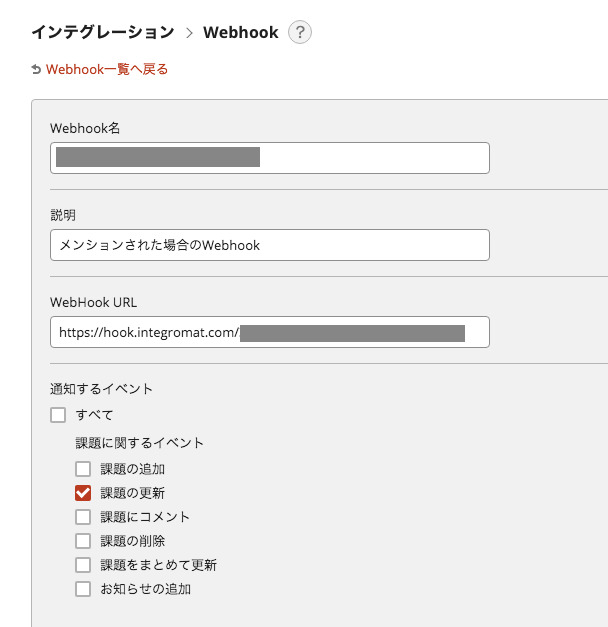 インテグレーション > Webhook ?
Webhook一覧へ戻る
Webhook名
説明
メンションされた場合のWebhook
WebHook URL
https://hook.integromat.com/
通知するイベント
すべて
課題に関するイベント
課題の追加
課題の更新
課題にコメント
課題の削除
課題をまとめて更新
お知らせの追加